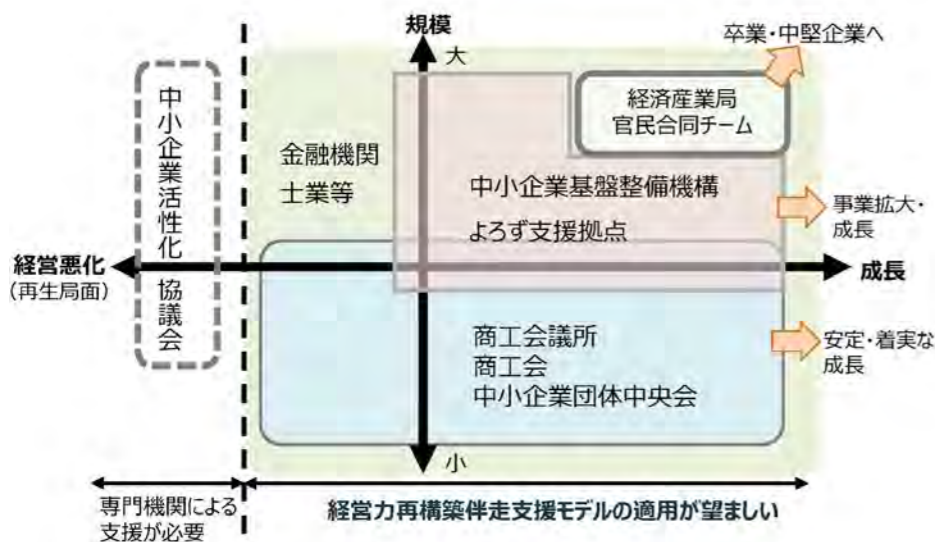 規模
大
卒業・中堅企業へ
経済産業局
官民合同チーム
中小企業活性化 協議会
金融機関
士業等
中小企業基盤整備機構
よろず支援拠点
事業拡大・
成長
経営悪化
(再生局面)
成長
商工会議所
商工会
中小企業団体中央会
安定・着実な
成長
小
専門機関による
支援が必要
経営力再構築伴走支援モデルの適用が望ましい